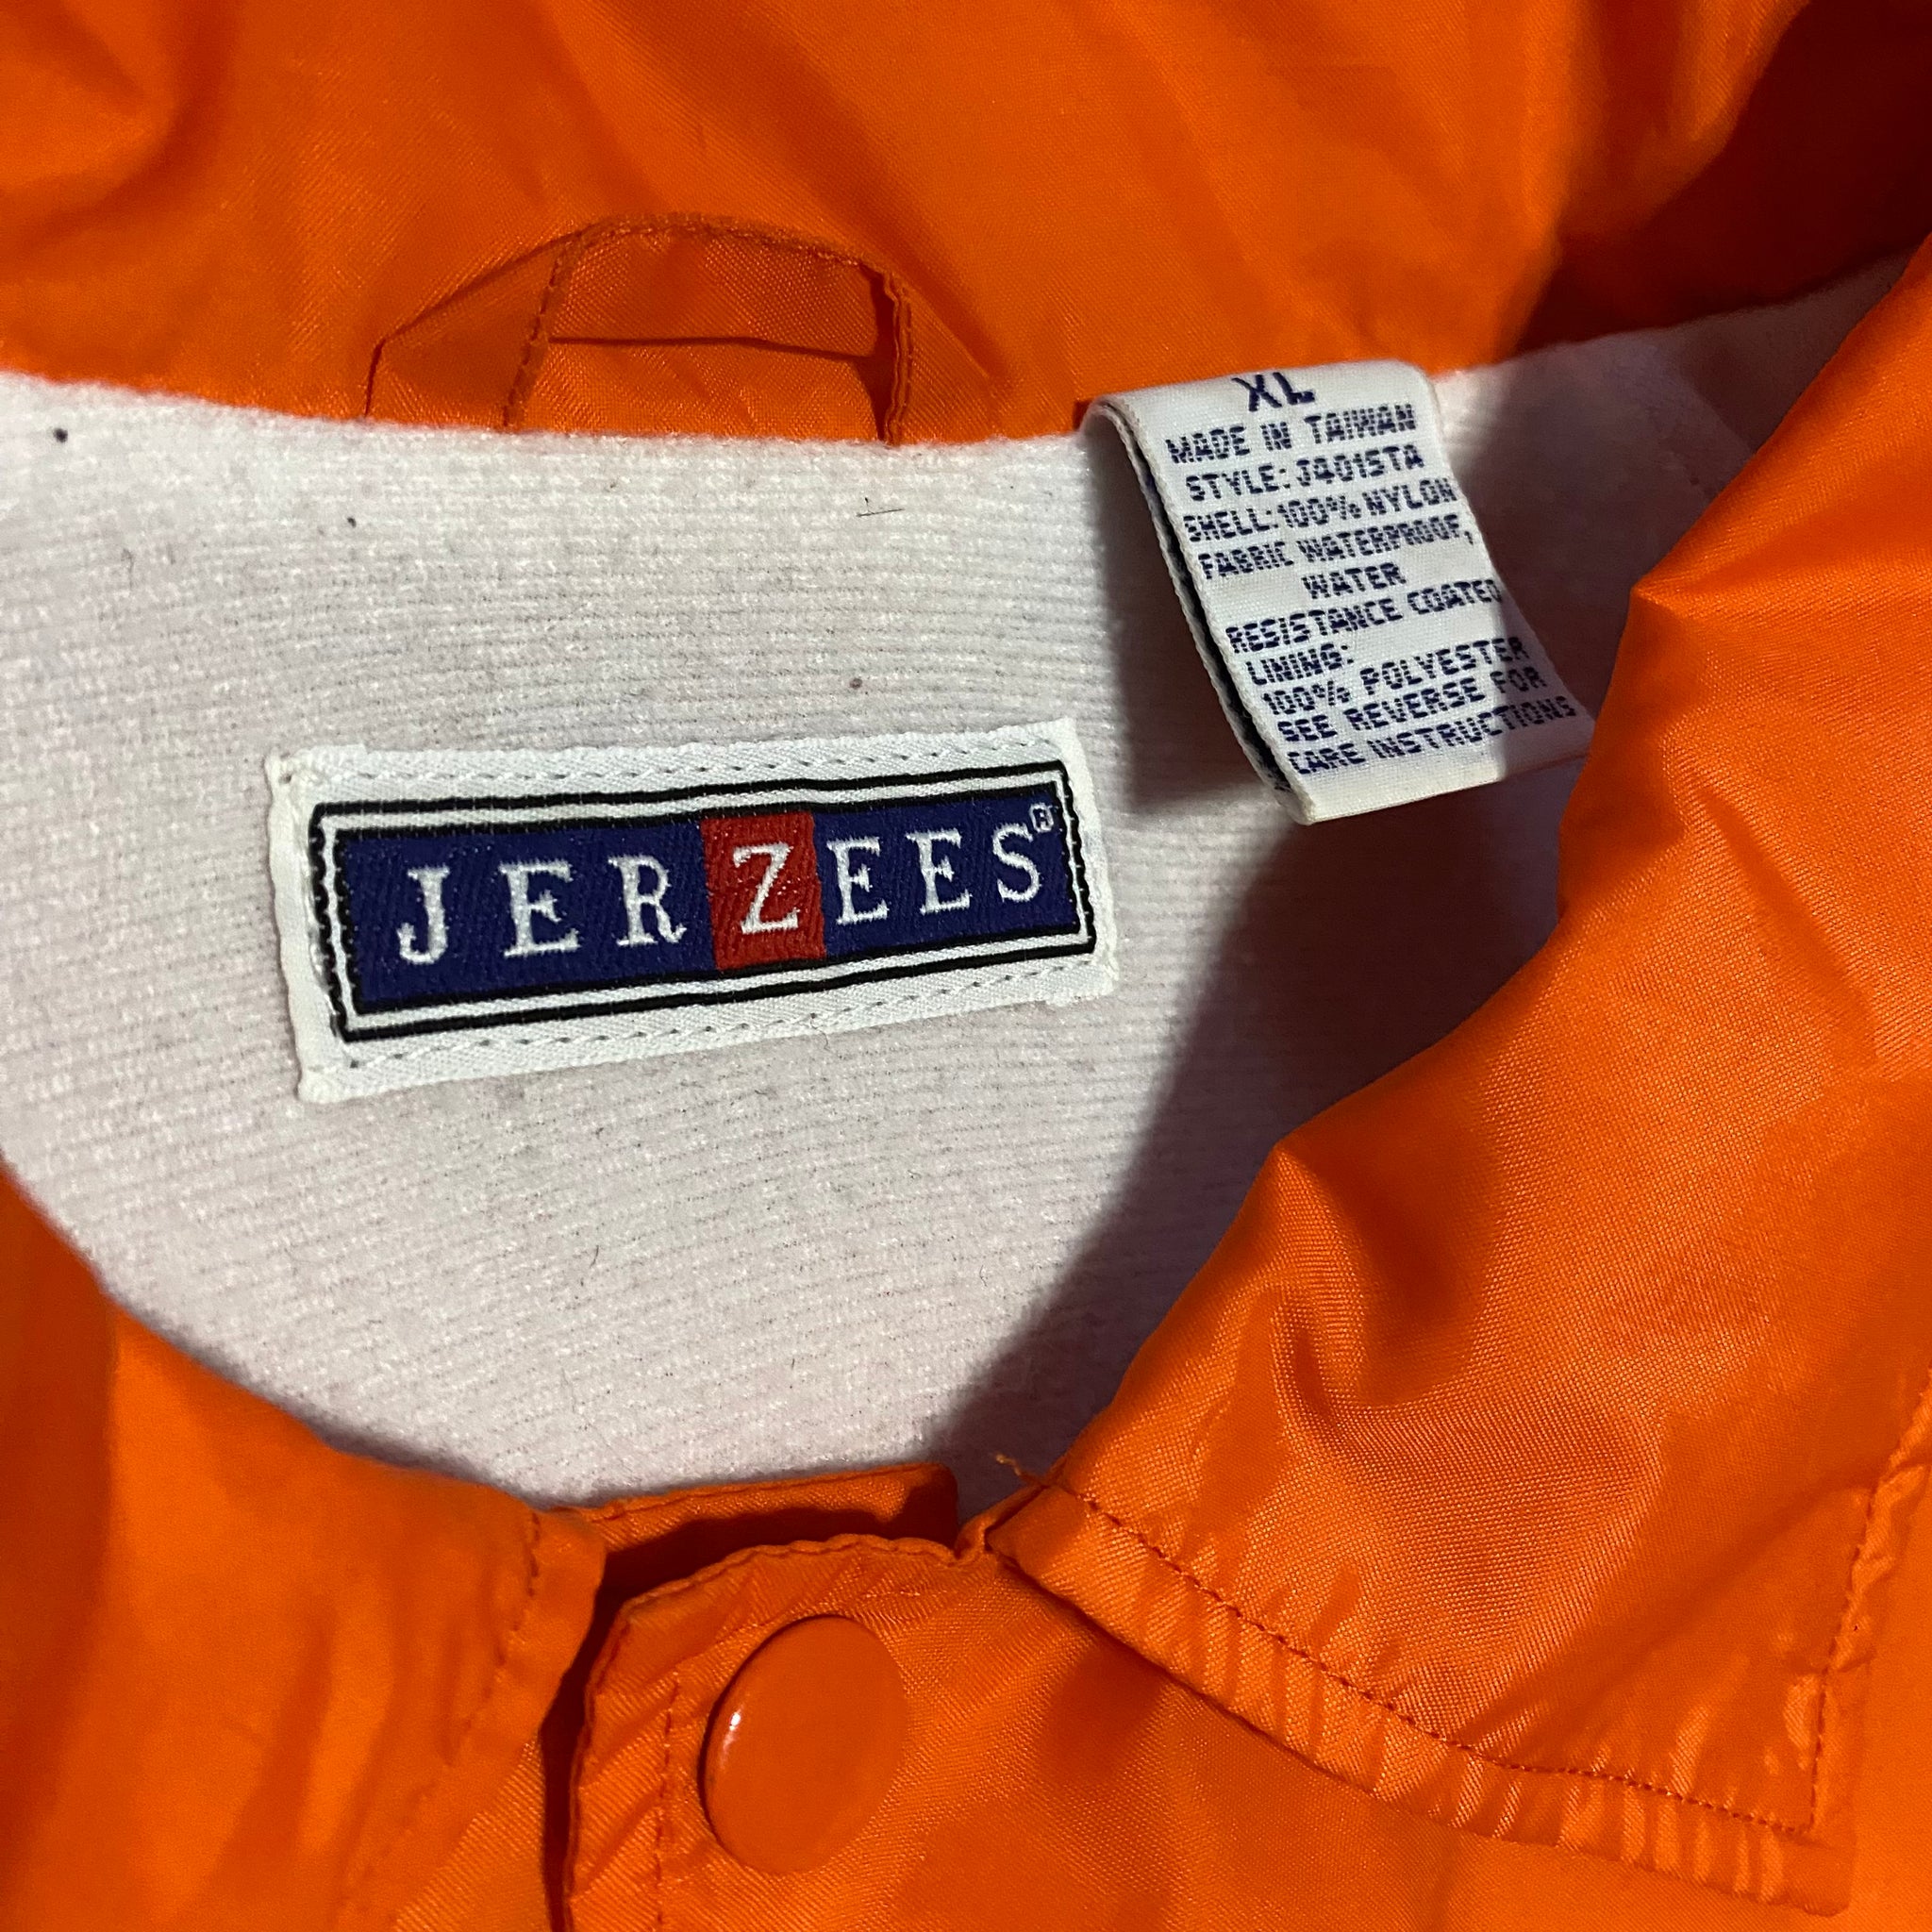 XL
MADE IN TAIWAN
STYLE: J401STA
SHELL: 100% NYLON
FABRIC WATERPROOF,
WATER
RESISTANCE COATED
LINING:
100% POLYESTER
SEE REVERSE FOR
CARE INSTRUCTIONS
JERZEES®